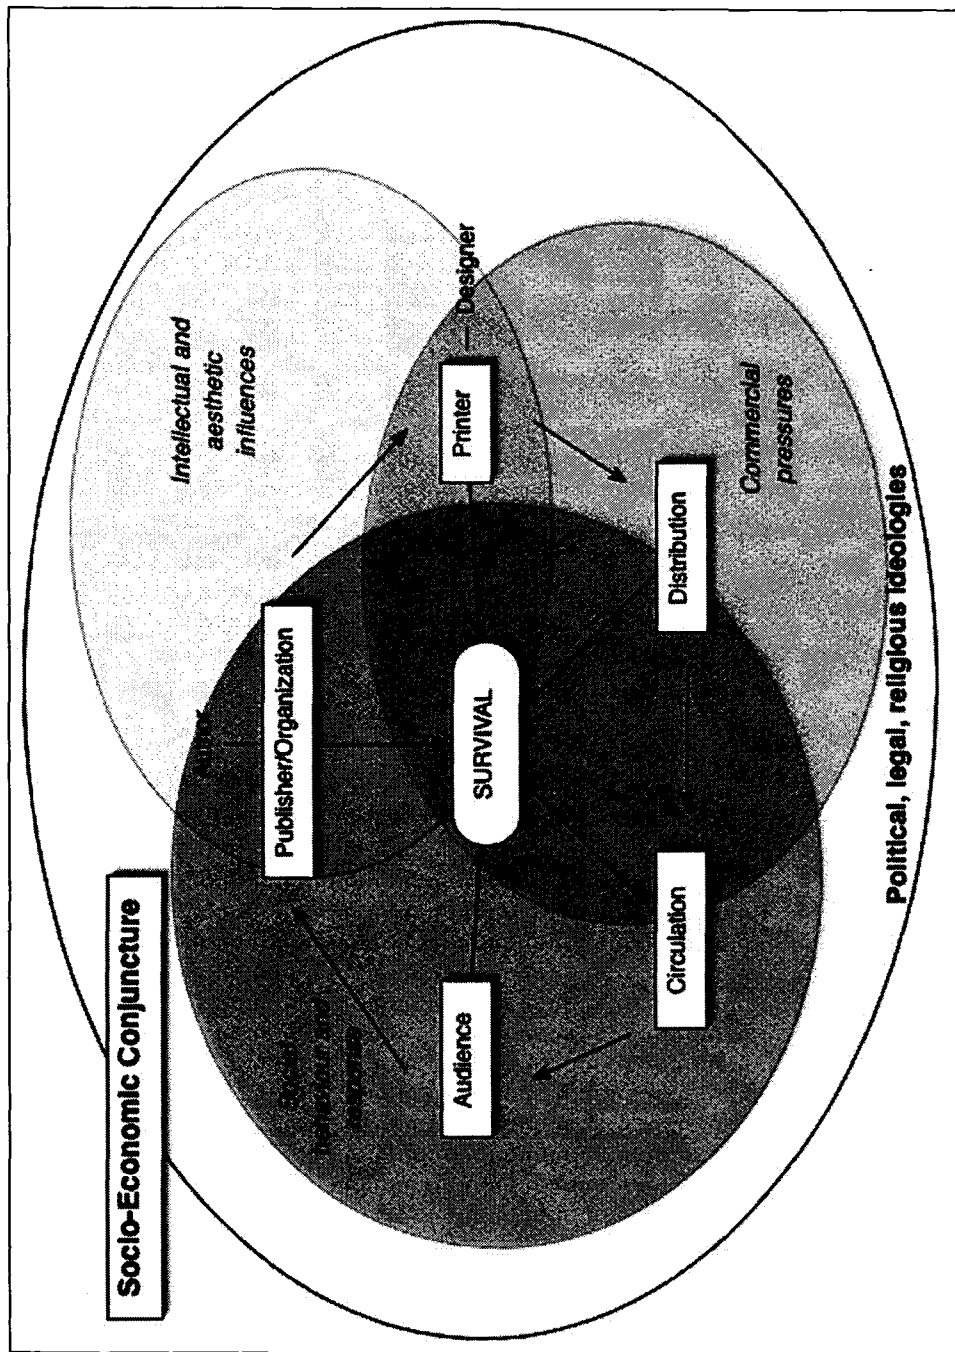 Socio-Economic Conjuncture
Intellectual and
aesthetic
influences
Author
Publisher/Organization
Audience
SURVIVAL
Printer — Designer
Circulation
Distribution
Commercial
pressures
Political, legal, religious ideologies